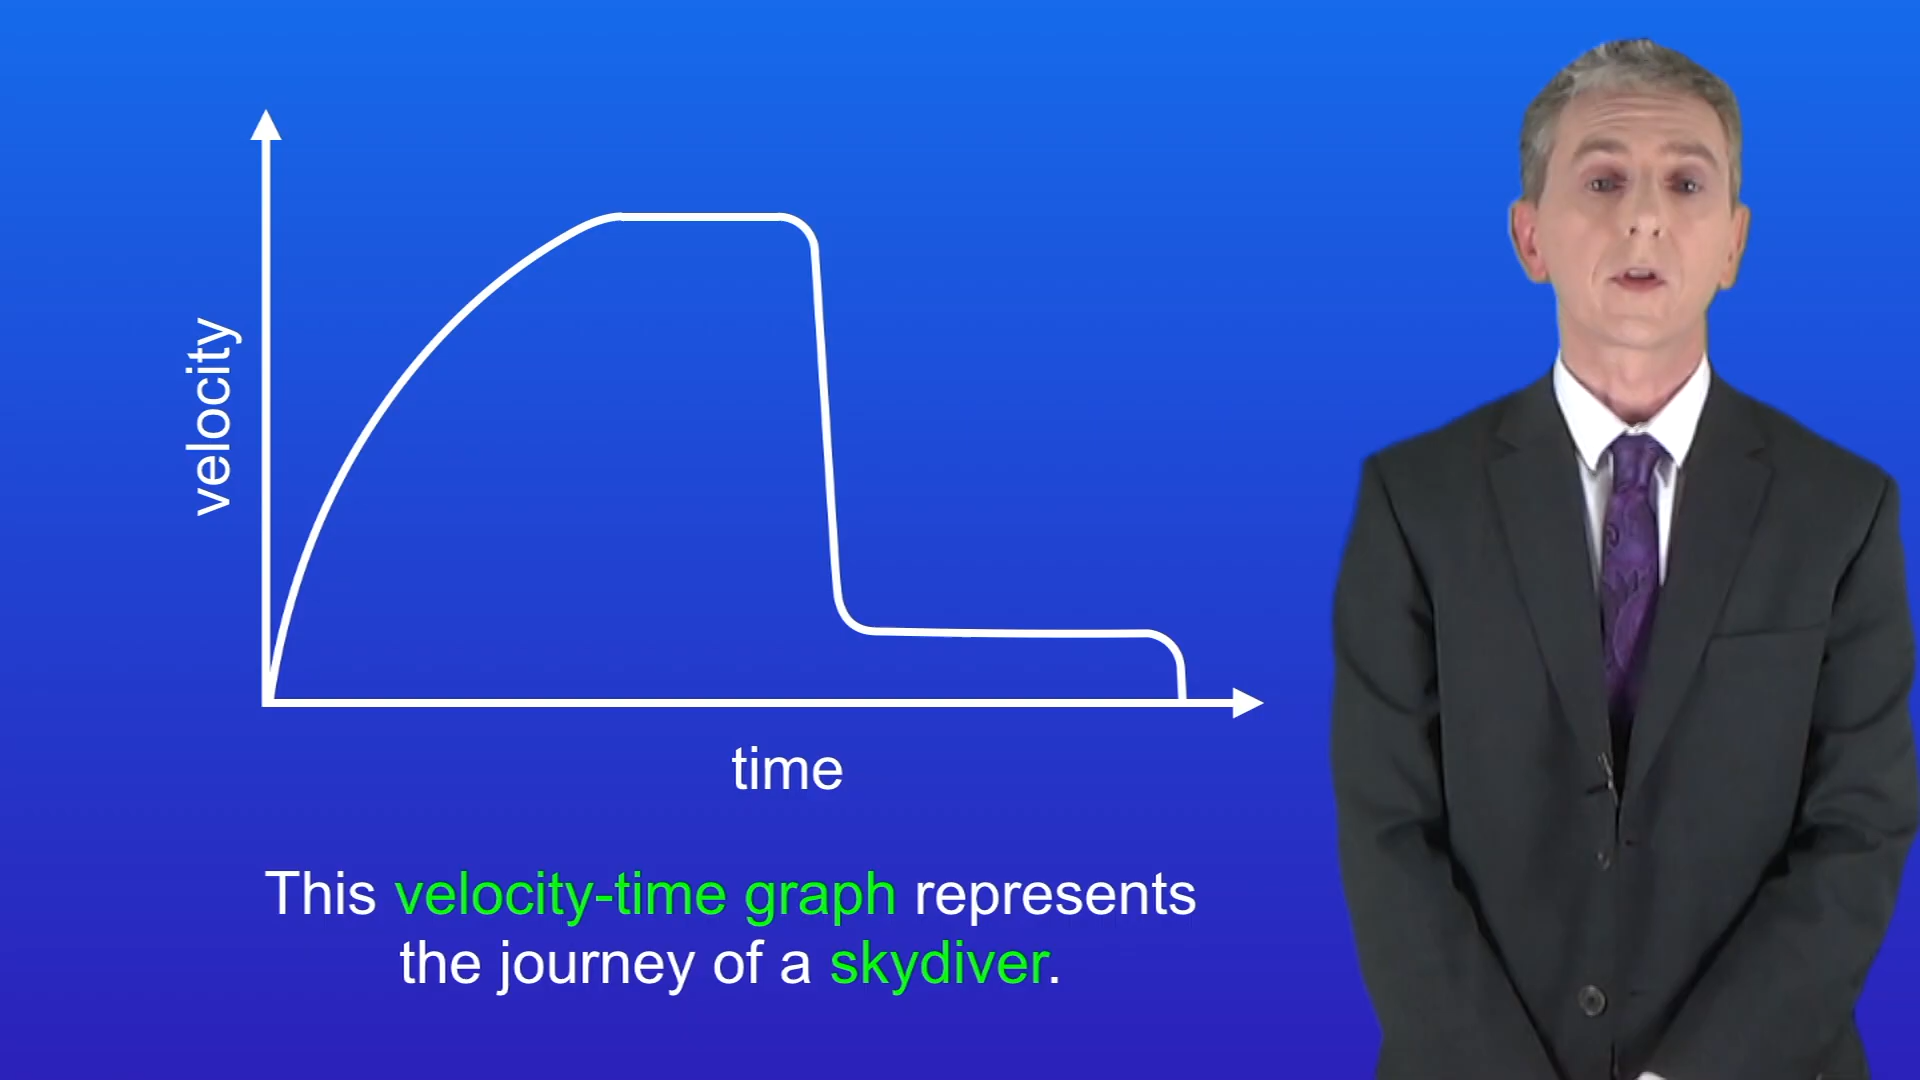 velocity
time
This velocity-time graph represents
the journey of a skydiver.